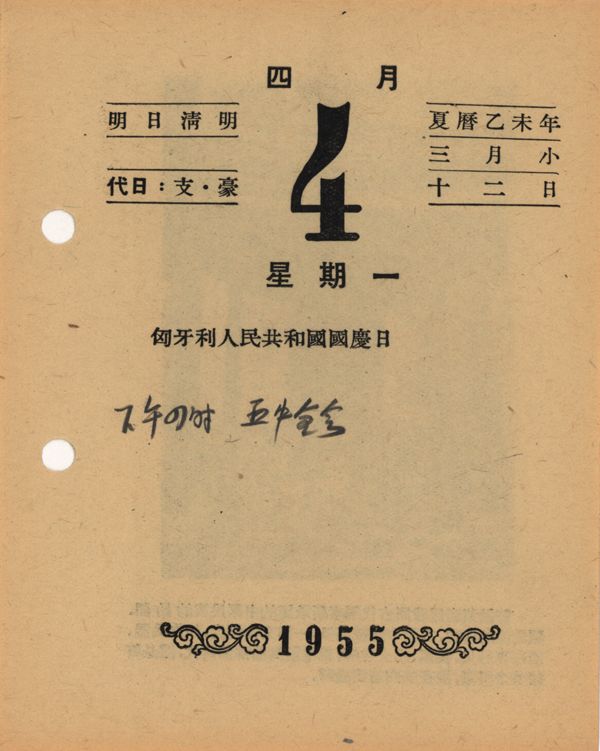 四月
4
明日清明
代日：支·豪
夏曆乙未年
三月小
十二日
星期一
匈牙利人民共和國國慶日
下午四时 五中全会
1955